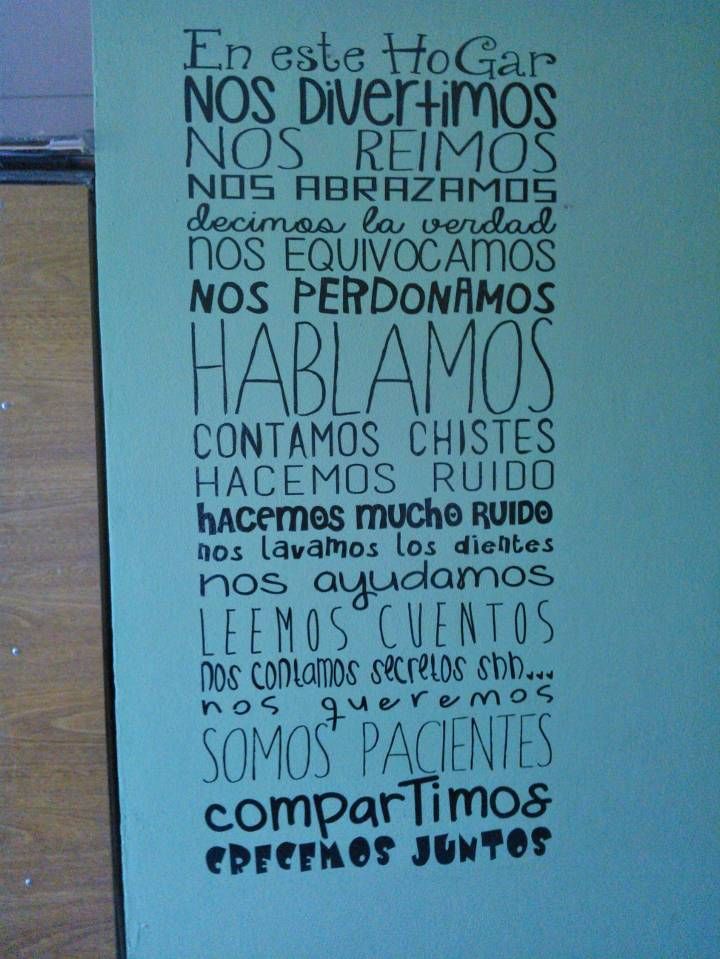 En este HoGar
NOS DiverTimos
NOS REIMOS
NOS ABRAZAMOS
decimos la verdad
NOS EQUIVOCAMOS
NOS PERDONAMOS
HABLAMOS
CONTAMOS CHISTES
HACEMOS RUIDO
hACemos mucho RUIDO
nos lavamos los dientes
nos ayudamos
LEEMOS CUENTOS
nos contamos secretos shh...
nos queremos
SOMOS PACIENTES
comparTimos
CRECEMOS JUNTOS